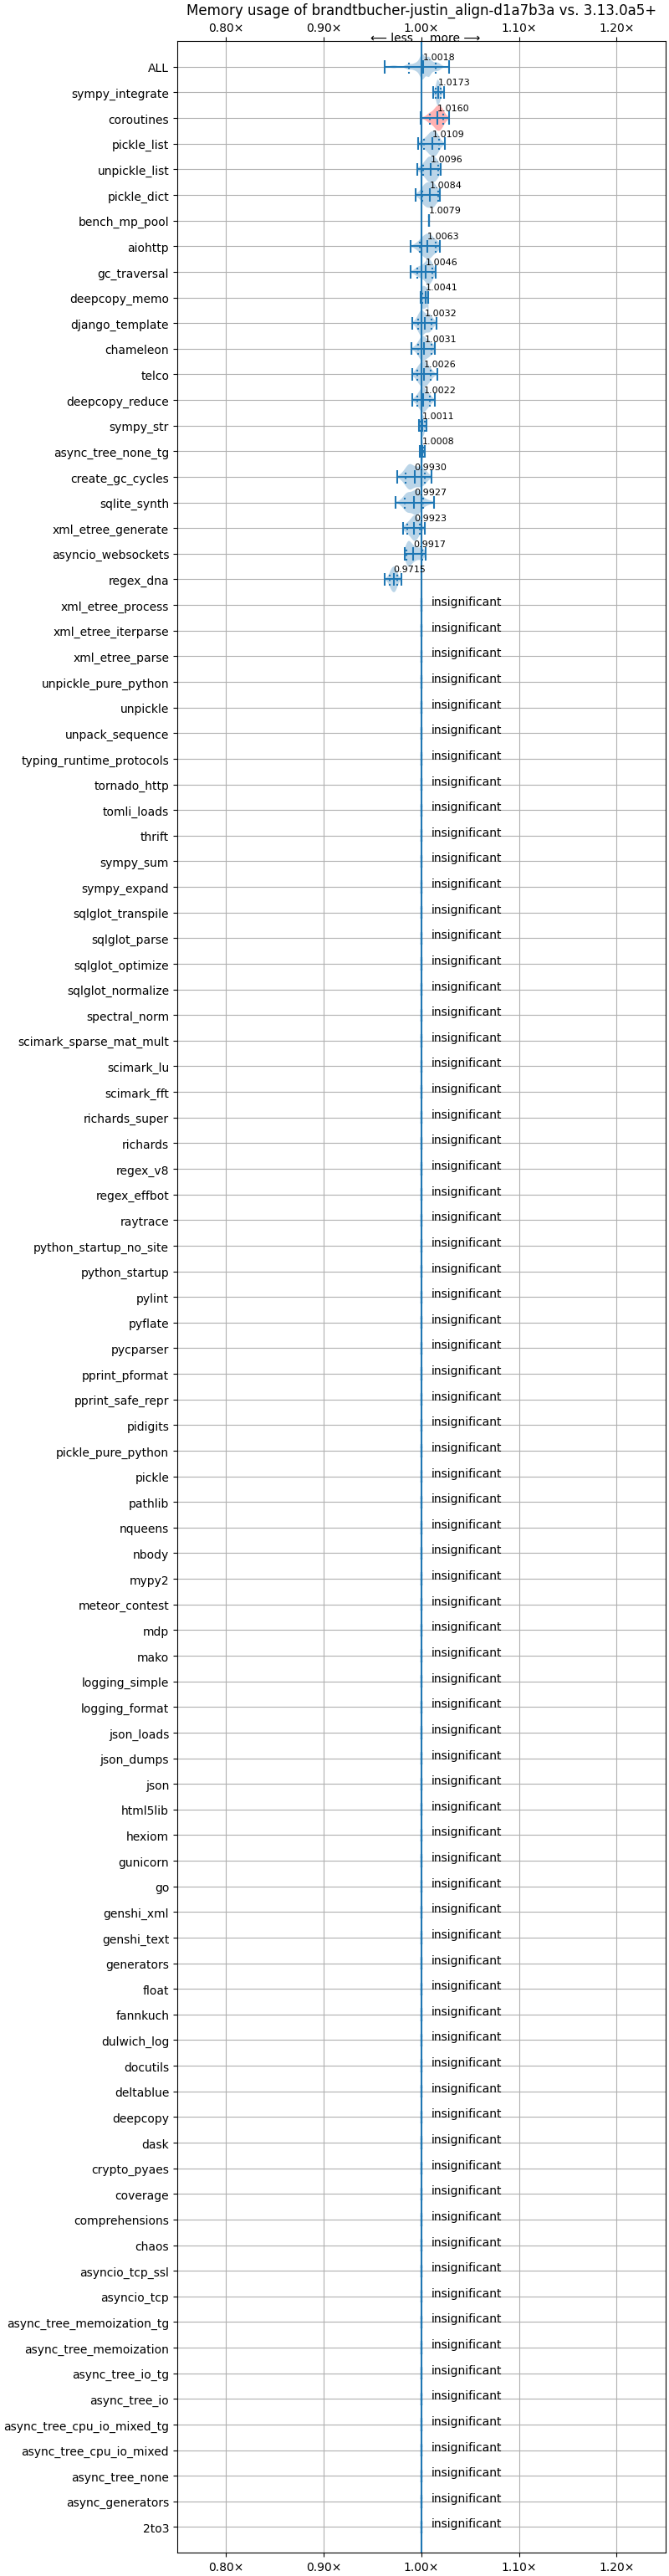 Memory usage of brandtbucher-justin_align-d1a7b3a vs. 3.13.0a5+
0.80× 0.90× 1.00× 1.10× 1.20×
⟵ less more ⟶
ALL 1.0018
sympy_integrate 1.0173
coroutines 1.0160
pickle_list 1.0109
unpickle_list 1.0096
pickle_dict 1.0084
bench_mp_pool 1.0079
aiohttp 1.0063
gc_traversal 1.0046
deepcopy_memo 1.0041
django_template 1.0032
chameleon 1.0031
telco 1.0026
deepcopy_reduce 1.0022
sympy_str 1.0011
async_tree_none_tg 1.0008
create_gc_cycles 0.9930
sqlite_synth 0.9927
xml_etree_generate 0.9923
asyncio_websockets 0.9917
regex_dna 0.9715
xml_etree_process insignificant
xml_etree_iterparse insignificant
xml_etree_parse insignificant
unpickle_pure_python insignificant
unpickle insignificant
unpack_sequence insignificant
typing_runtime_protocols insignificant
tornado_http insignificant
tomli_loads insignificant
thrift insignificant
sympy_sum insignificant
sympy_expand insignificant
sqlglot_transpile insignificant
sqlglot_parse insignificant
sqlglot_optimize insignificant
sqlglot_normalize insignificant
spectral_norm insignificant
scimark_sparse_mat_mult insignificant
scimark_lu insignificant
scimark_fft insignificant
richards_super insignificant
richards insignificant
regex_v8 insignificant
regex_effbot insignificant
raytrace insignificant
python_startup_no_site insignificant
python_startup insignificant
pylint insignificant
pyflate insignificant
pycparser insignificant
pprint_pformat insignificant
pprint_safe_repr insignificant
pidigits insignificant
pickle_pure_python insignificant
pickle insignificant
pathlib insignificant
nqueens insignificant
nbody insignificant
mypy2 insignificant
meteor_contest insignificant
mdp insignificant
mako insignificant
logging_simple insignificant
logging_format insignificant
json_loads insignificant
json_dumps insignificant
json insignificant
html5lib insignificant
hexiom insignificant
gunicorn insignificant
go insignificant
genshi_xml insignificant
genshi_text insignificant
generators insignificant
float insignificant
fannkuch insignificant
dulwich_log insignificant
docutils insignificant
deltablue insignificant
deepcopy insignificant
dask insignificant
crypto_pyaes insignificant
coverage insignificant
comprehensions insignificant
chaos insignificant
asyncio_tcp_ssl insignificant
asyncio_tcp insignificant
async_tree_memoization_tg insignificant
async_tree_memoization insignificant
async_tree_io_tg insignificant
async_tree_io insignificant
async_tree_cpu_io_mixed_tg insignificant
async_tree_cpu_io_mixed insignificant
async_tree_none insignificant
async_generators insignificant
2to3 insignificant
0.80× 0.90× 1.00× 1.10× 1.20×